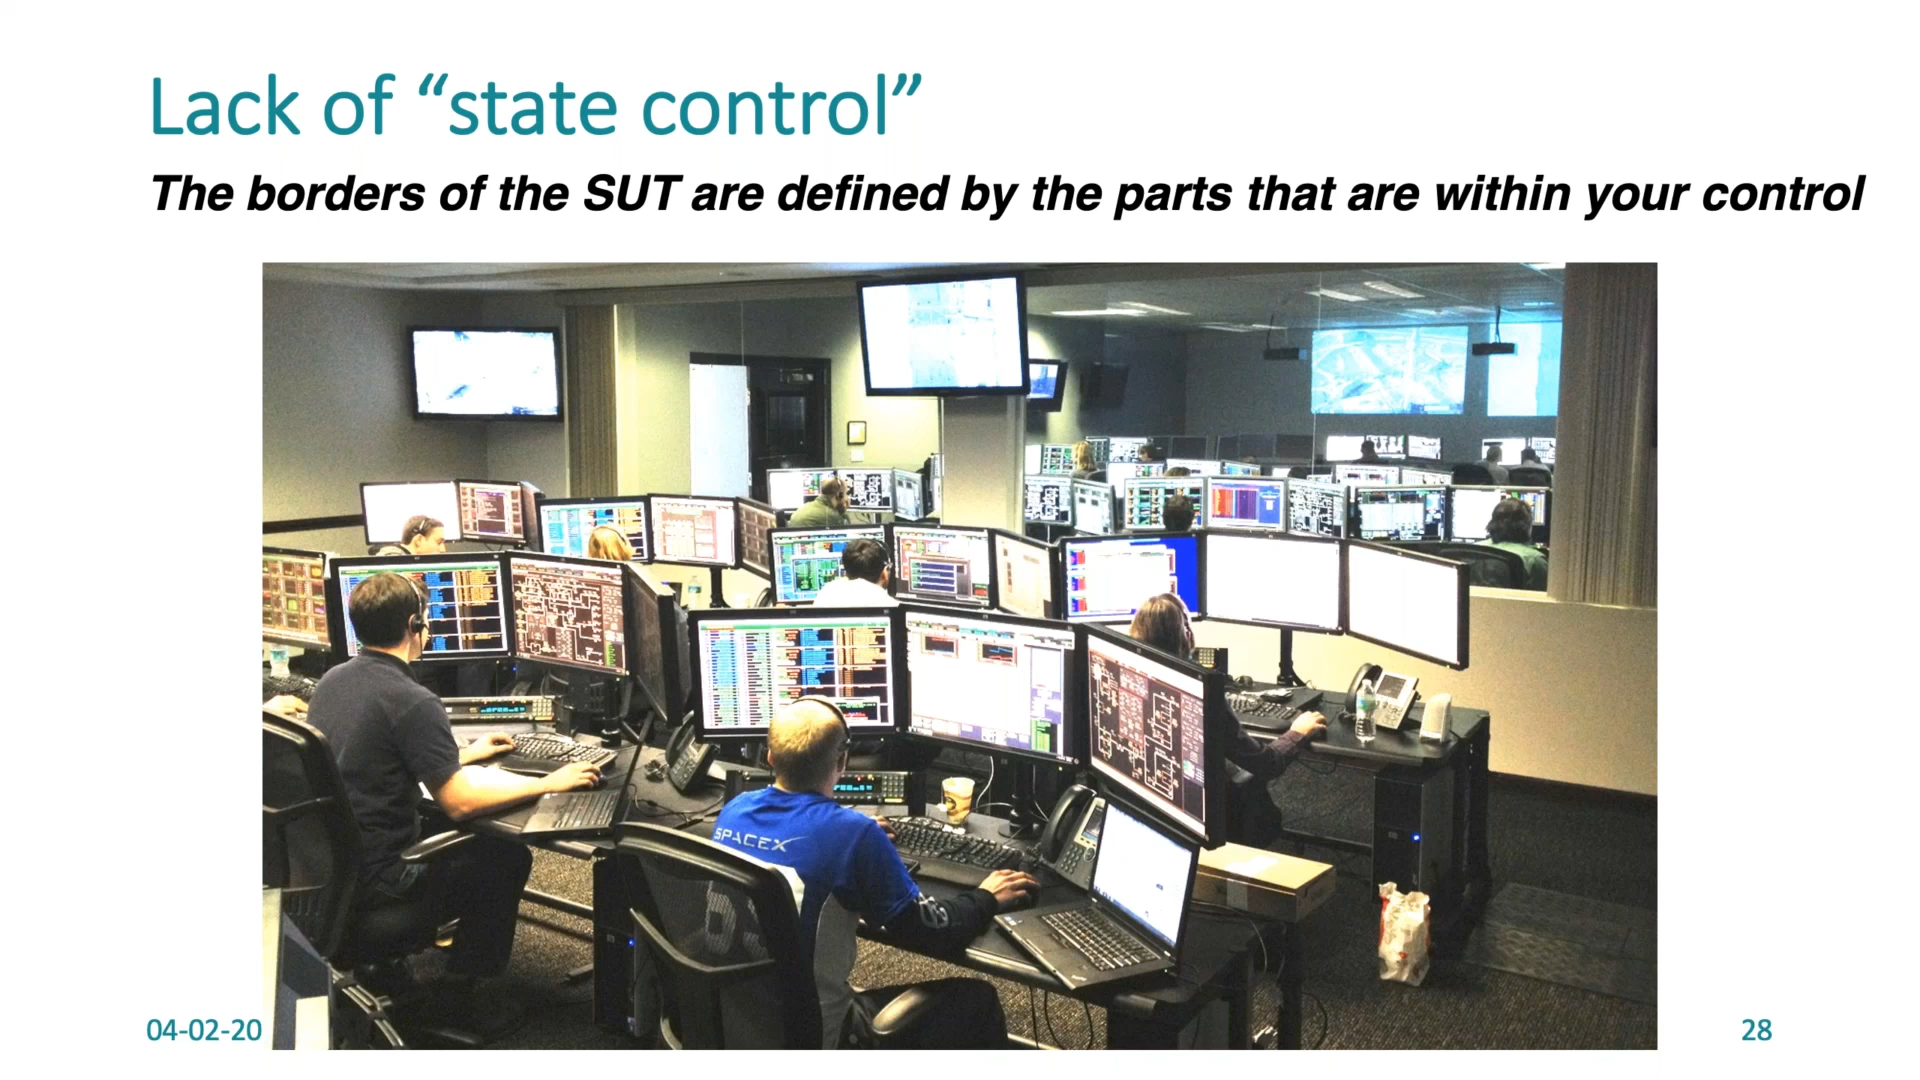 Lack of “state control”
The borders of the SUT are defined by the parts that are within your control
SPACEX
04-02-20
28